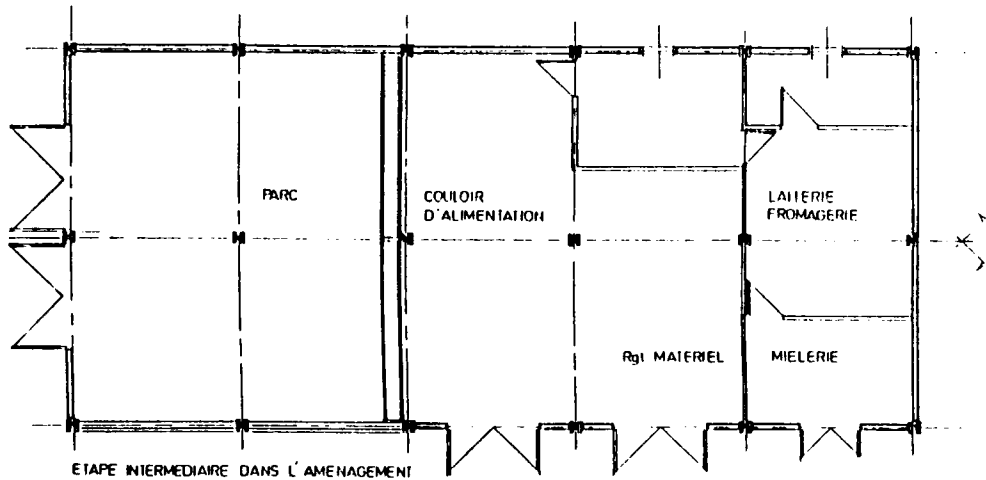 PARC
COULOIR
D'ALIMENTATION
LAITERIE
FROMAGERIE
Rgt MATERIEL
MIELERIE
ETAPE INTERMEDIAIRE DANS L'AMENAGEMENT